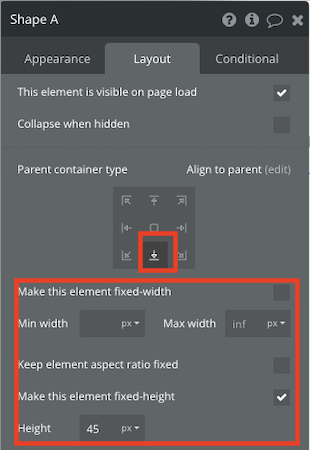 Shape A
Appearance Layout Conditional
This element is visible on page load
Collapse when hidden
Parent container type Align to parent (edit)
Make this element fixed-width
Min width px Max width inf px
Keep element aspect ratio fixed
Make this element fixed-height
Height 45 px